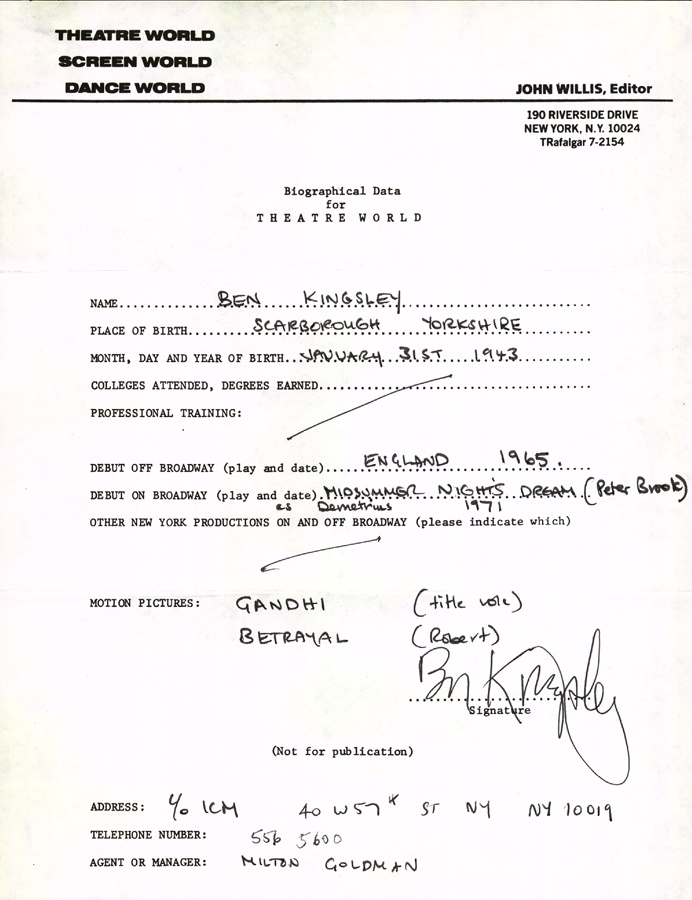 THEATRE WORLD
SCREEN WORLD
DANCE WORLD
JOHN WILLIS, Editor
190 RIVERSIDE DRIVE
NEW YORK, N.Y. 10024
TRafalgar 7-2154
Biographical Data
for
THEATRE WORLD
NAME.............BEN KINGSLEY.............
PLACE OF BIRTH.......SCARBOROUGH YORKSHIRE.......
MONTH, DAY AND YEAR OF BIRTH..JANUARY 31ST 1943.......
COLLEGES ATTENDED, DEGREES EARNED..............................
PROFESSIONAL TRAINING:
DEBUT OFF BROADWAY (play and date)....ENGLAND 1965.....
DEBUT ON BROADWAY (play and date).MIDSUMMER NIGHT'S DREAM (Peter Brook)
as Demetrius 1971
OTHER NEW YORK PRODUCTIONS ON AND OFF BROADWAY (please indicate which)
MOTION PICTURES: GANDHI (title role)
BETRAYAL (Robert)
Ben Kingsley
Signature
(Not for publication)
ADDRESS: c/o ICM 40 W 57th ST NY NY 10019
TELEPHONE NUMBER: 556 5600
AGENT OR MANAGER: MILTON GOLDMAN